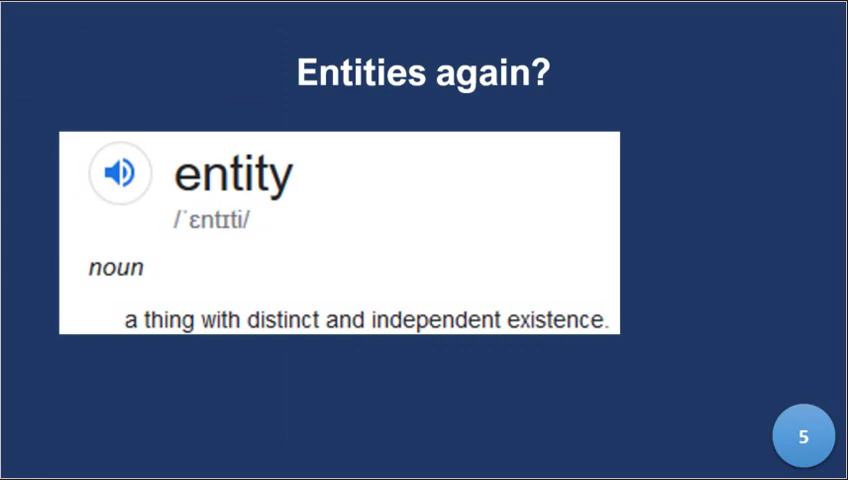 Entities again?
entity
/ˈɛntɪti/
noun
a thing with distinct and independent existence.
5